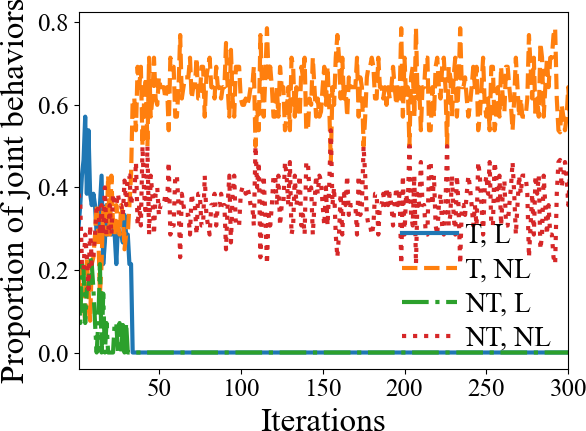 Proportion of joint behaviors
0.8
0.6
0.4
0.2
0.0
T, L
T, NL
NT, L
NT, NL
50
100
150
200
250
300
Iterations